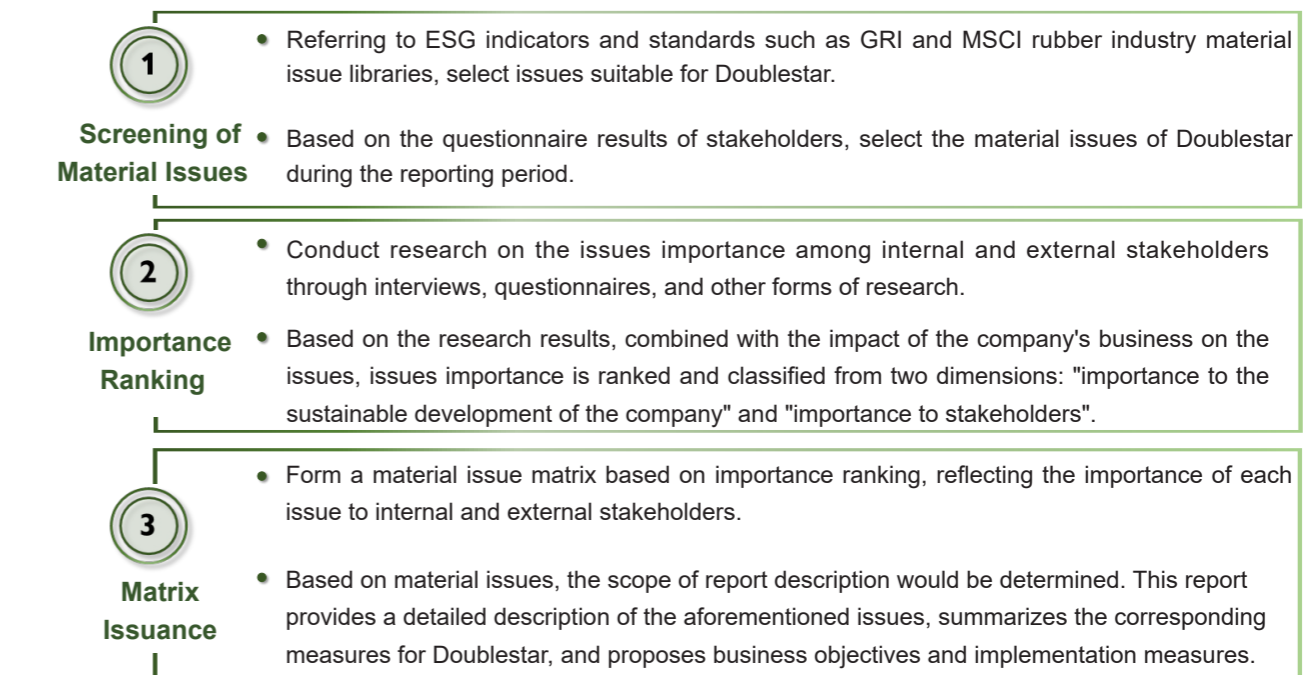 1
Screening of
Material Issues
Referring to ESG indicators and standards such as GRI and MSCI rubber industry material
issue libraries, select issues suitable for Doublestar.
Based on the questionnaire results of stakeholders, select the material issues of Doublestar
during the reporting period.
2
Importance
Ranking
Conduct research on the issues importance among internal and external stakeholders
through interviews, questionnaires, and other forms of research.
Based on the research results, combined with the impact of the company's business on the
issues, issues importance is ranked and classified from two dimensions: "importance to the
sustainable development of the company" and "importance to stakeholders".
3
Matrix
Issuance
Form a material issue matrix based on importance ranking, reflecting the importance of each
issue to internal and external stakeholders.
Based on material issues, the scope of report description would be determined. This report
provides a detailed description of the aforementioned issues, summarizes the corresponding
measures for Doublestar, and proposes business objectives and implementation measures.